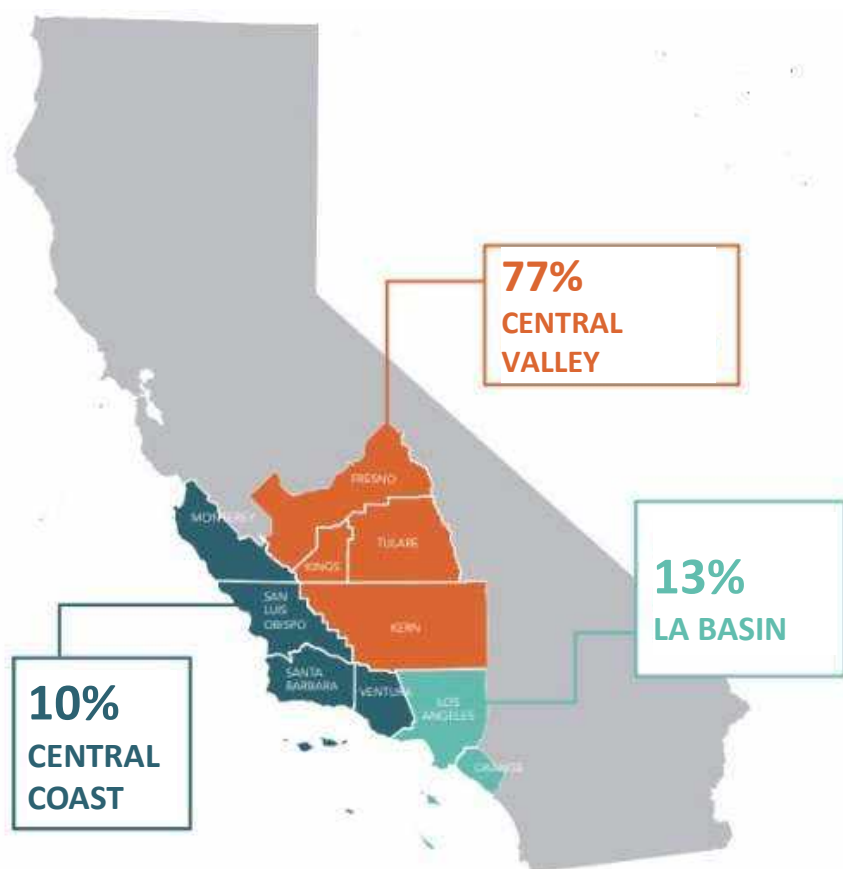 77%
CENTRAL
VALLEY
FRESNO
MONTEREY
TULARE
KINGS
13%
LA BASIN
SAN
LUIS
OBISPO
KERN
10%
CENTRAL
COAST
SANTA
BARBARA
VENTURA
LOS
ANGELES
ORANGE